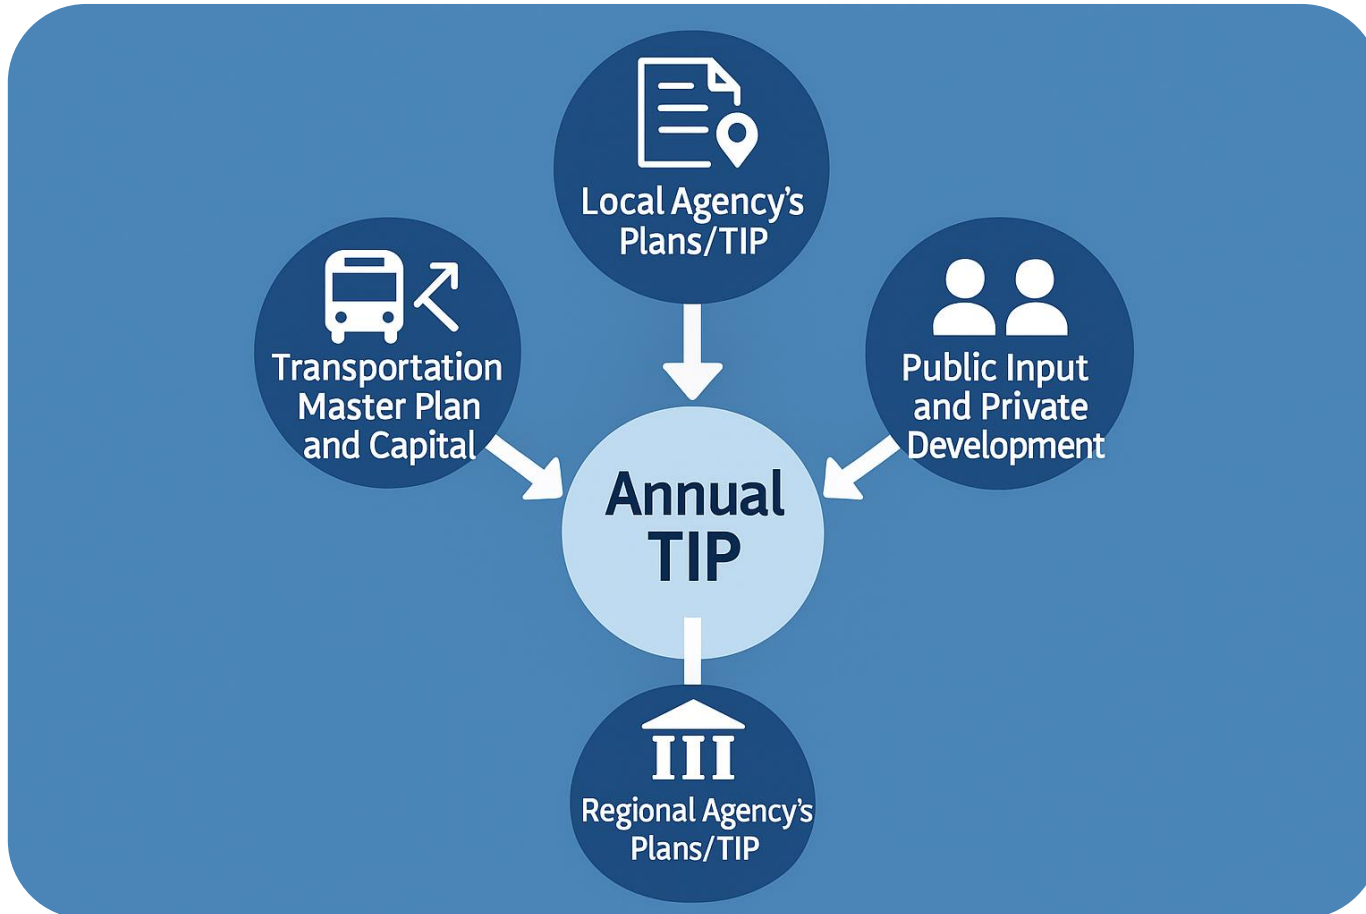 Local Agency's
Plans/TIP
Transportation
Master Plan
and Capital
Public Input
and Private
Development
Annual
TIP
Regional Agency's
Plans/TIP